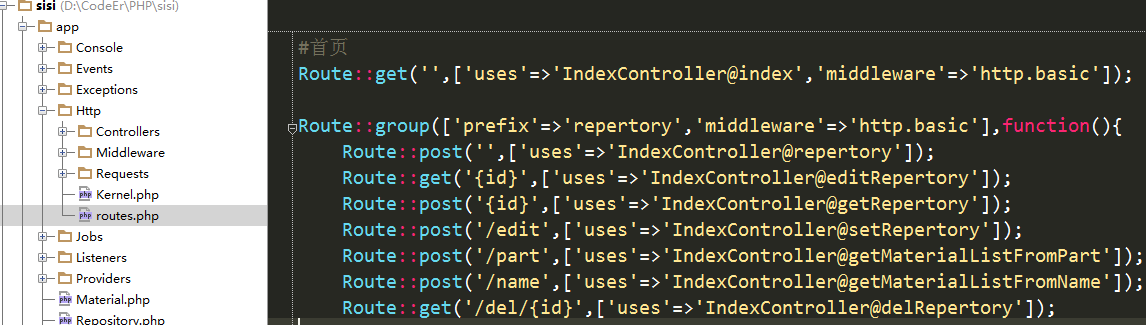 sisi (D:\CodeEr\PHP\sisi)
app
Console
Events
Exceptions
Http
Controllers
Middleware
Requests
Kernel.php
routes.php
Jobs
Listeners
Providers
Material.php
Repository.php
#首页
Route::get('',['uses'=>'IndexController@index','middleware'=>'http.basic']);
Route::group(['prefix'=>'repertory','middleware'=>'http.basic'],function(){
Route::post('',['uses'=>'IndexController@repertory']);
Route::get('{id}',['uses'=>'IndexController@editRepertory']);
Route::post('{id}',['uses'=>'IndexController@getRepertory']);
Route::post('/edit',['uses'=>'IndexController@setRepertory']);
Route::post('/part',['uses'=>'IndexController@getMaterialListFromPart']);
Route::post('/name',['uses'=>'IndexController@getMaterialListFromName']);
Route::get('/del/{id}',['uses'=>'IndexController@delRepertory']);